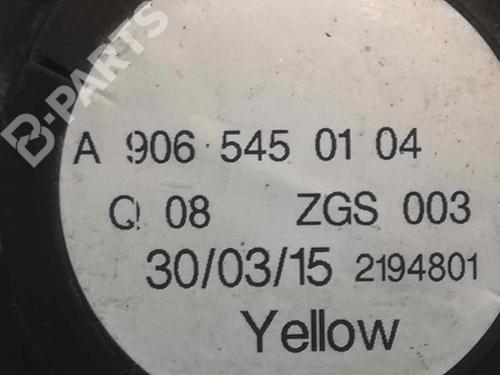 B-PARTS
A 906 545 01 04
Q 08 ZGS 003
30/03/15 2194801
Yellow